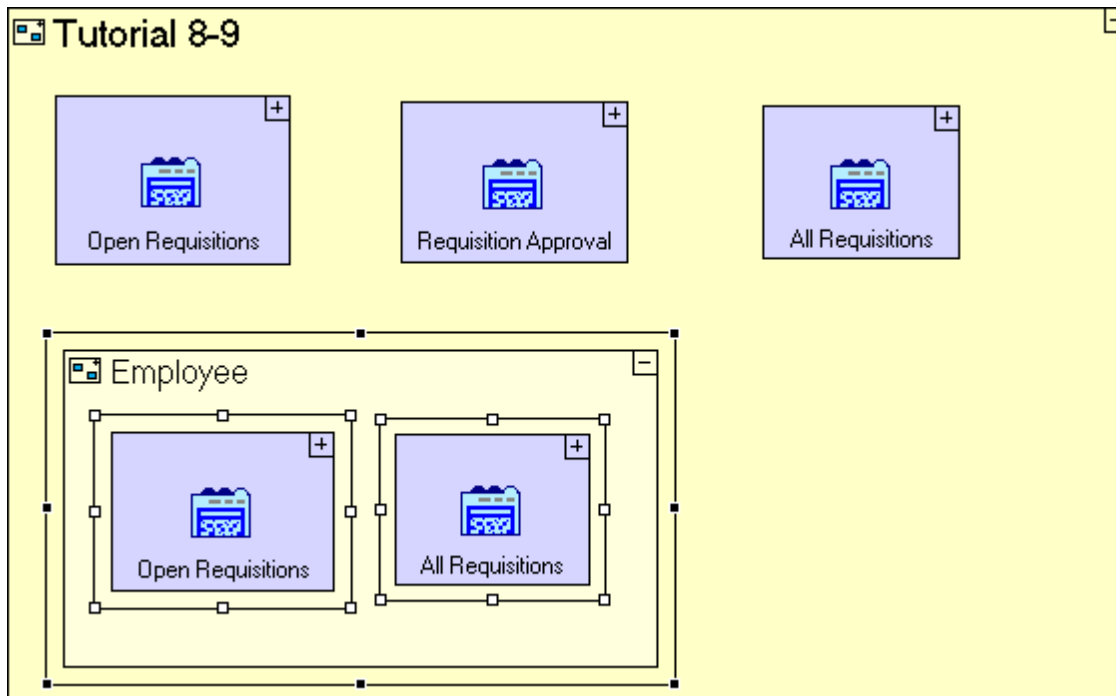 Tutorial 8-9
Open Requisitions
Requisition Approval
All Requisitions
Employee
Open Requisitions
All Requisitions